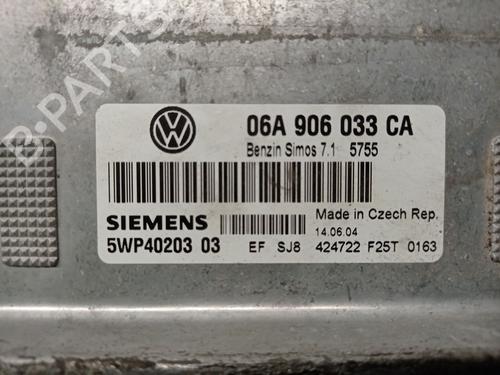 06A 906 033 CA
Benzin Simos 7.1 5755
SIEMENS
Made in Czech Rep.
14.06.04
5WP40203 03 EF SJ8 424722 F25T 0163